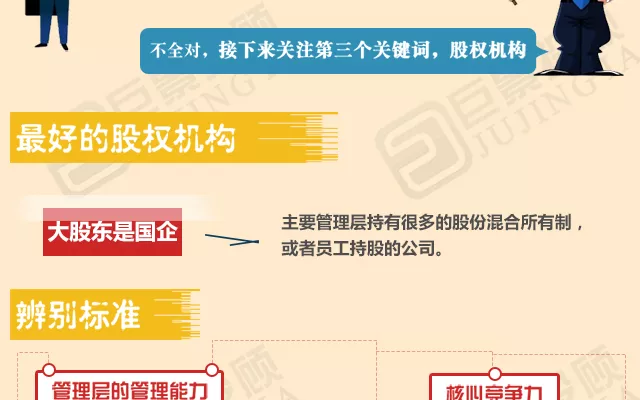 不全对，接下来关注第三个关键词，股权机构
最好的股权机构
大股东是国企
主要管理层持有很多的股份混合所有制，
或者员工持股的公司。
辨别标准
管理层的管理能力
核心竞争力